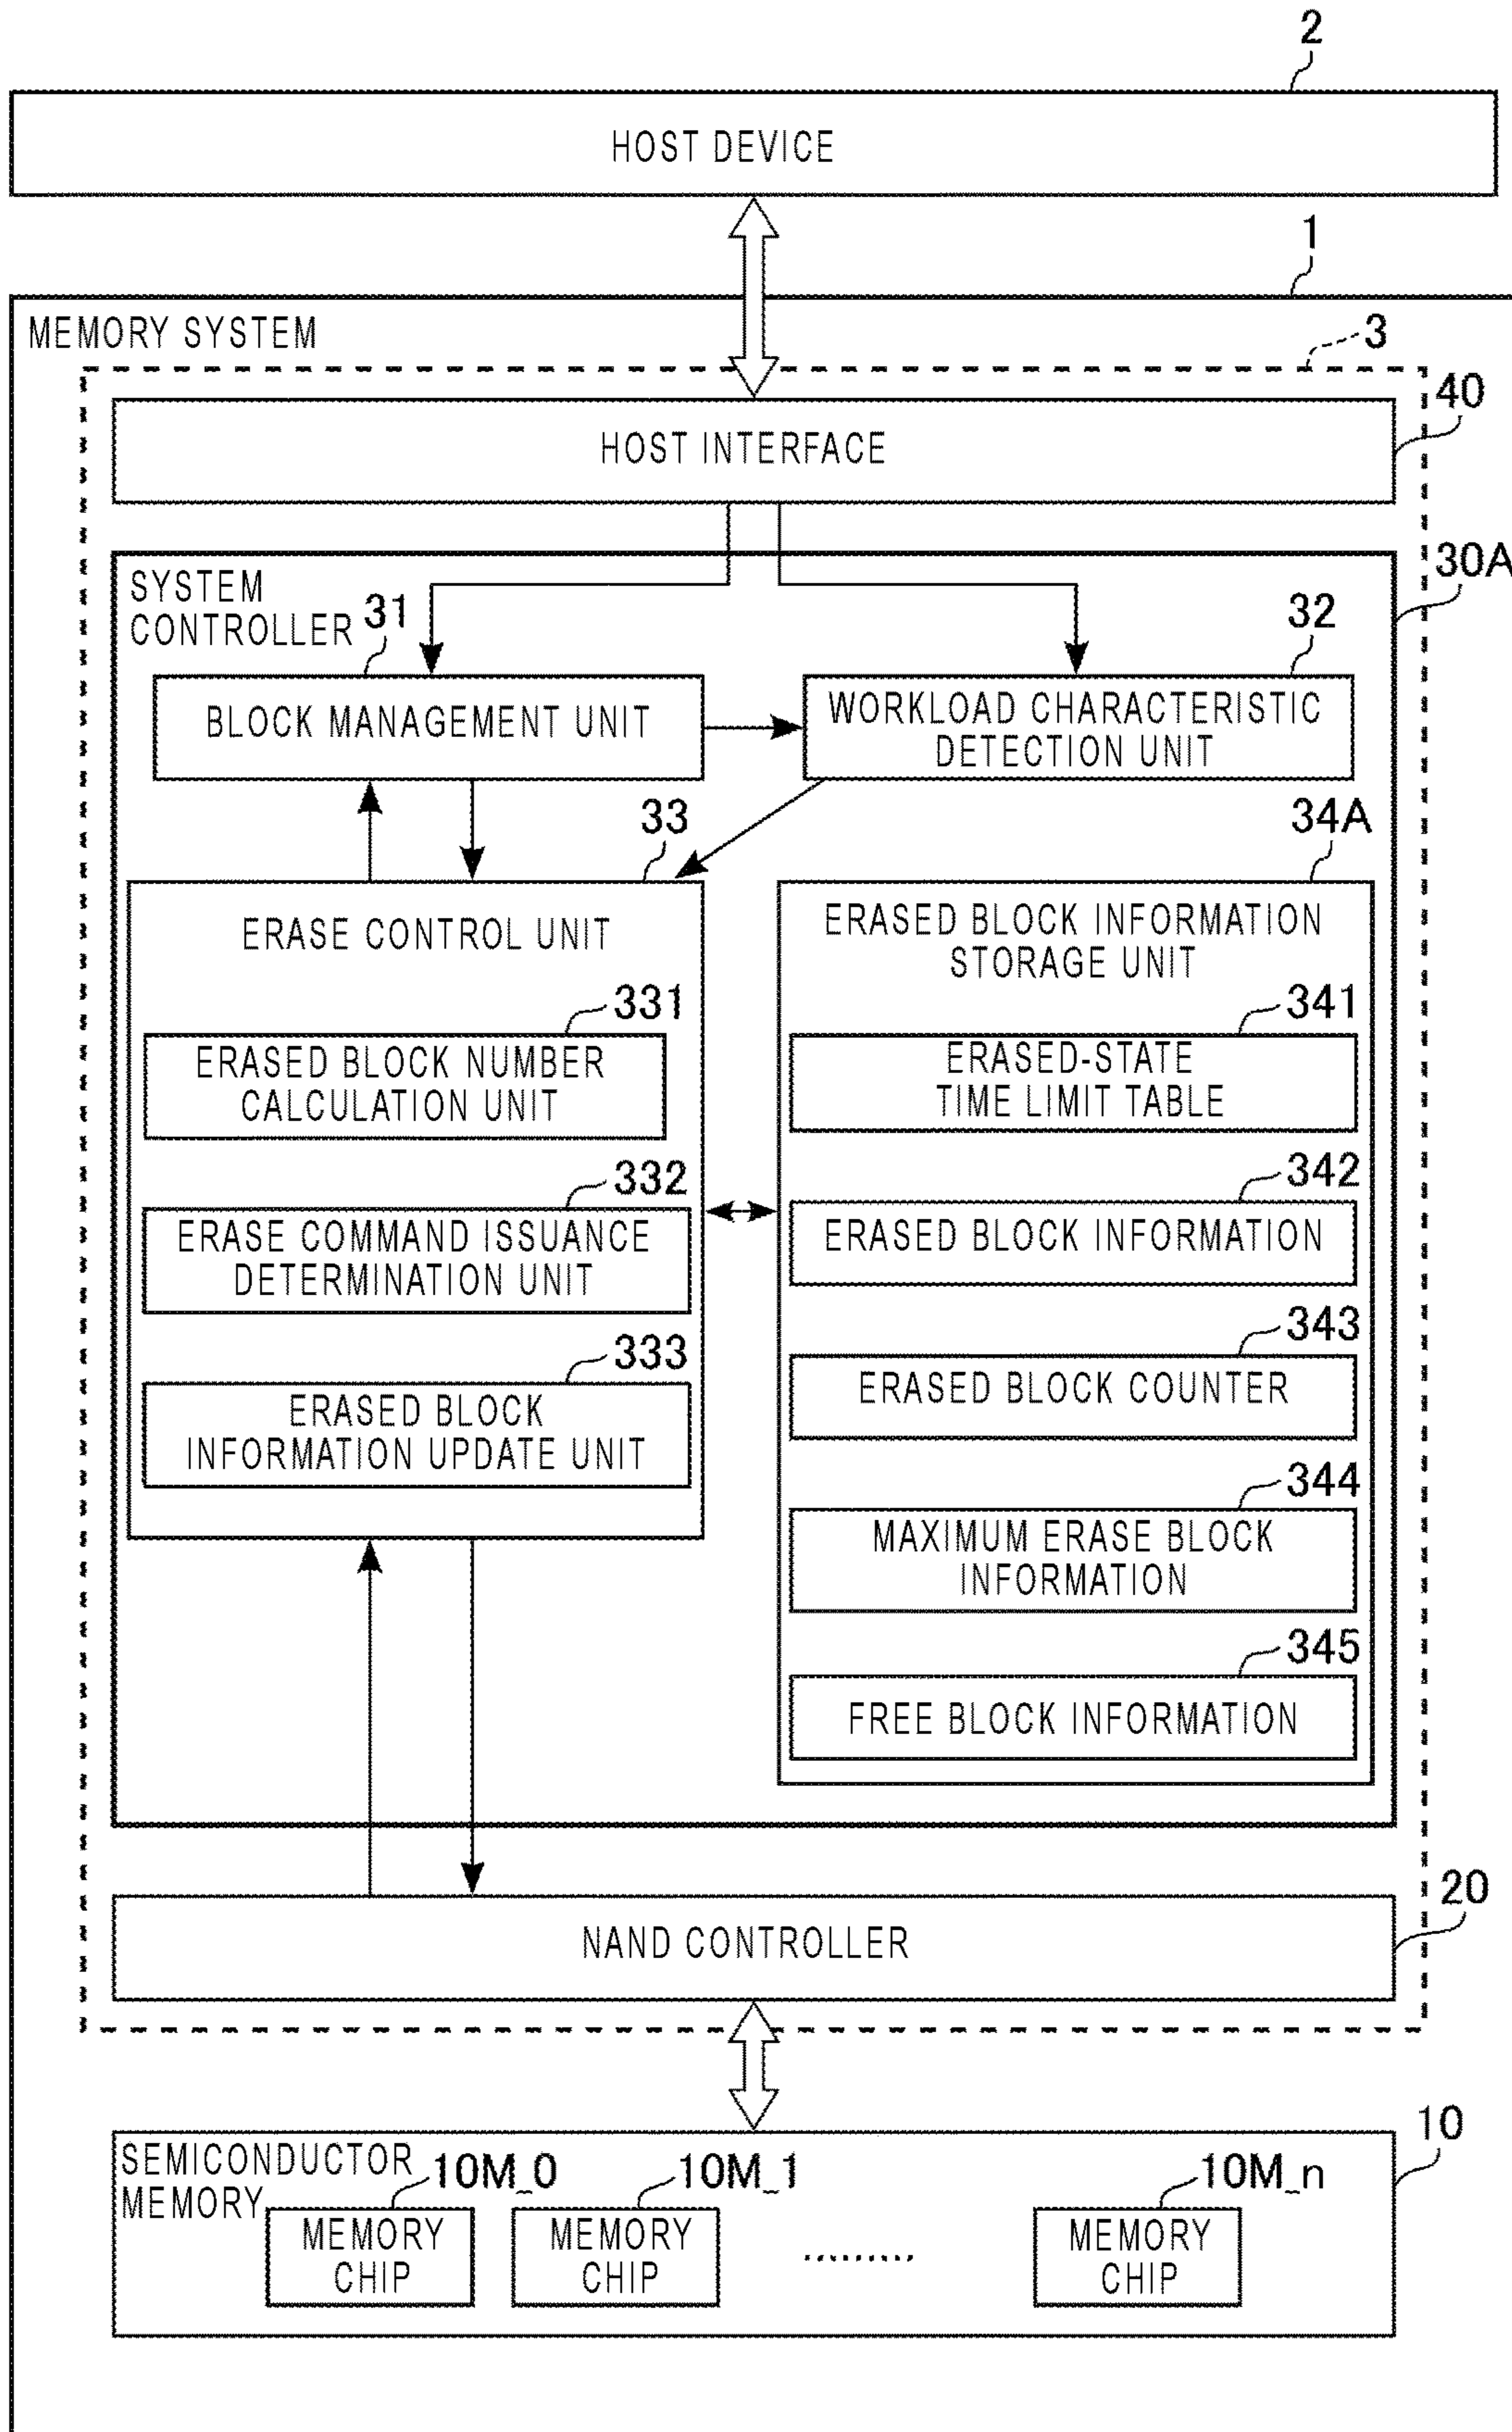 2
HOST DEVICE
1
MEMORY SYSTEM
3
40
HOST INTERFACE
30A
SYSTEM
CONTROLLER
31
32
BLOCK MANAGEMENT UNIT
WORKLOAD CHARACTERISTIC
DETECTION UNIT
33
34A
ERASE CONTROL UNIT
ERASED BLOCK INFORMATION
STORAGE UNIT
331
ERASED BLOCK NUMBER
CALCULATION UNIT
341
ERASED-STATE
TIME LIMIT TABLE
332
ERASE COMMAND ISSUANCE
DETERMINATION UNIT
342
ERASED BLOCK INFORMATION
333
ERASED BLOCK
INFORMATION UPDATE UNIT
343
ERASED BLOCK COUNTER
344
MAXIMUM ERASE BLOCK
INFORMATION
345
FREE BLOCK INFORMATION
20
NAND CONTROLLER
10
SEMICONDUCTOR
MEMORY
10M_0
10M_1
10M_n
MEMORY
CHIP
MEMORY
CHIP
.........
MEMORY
CHIP